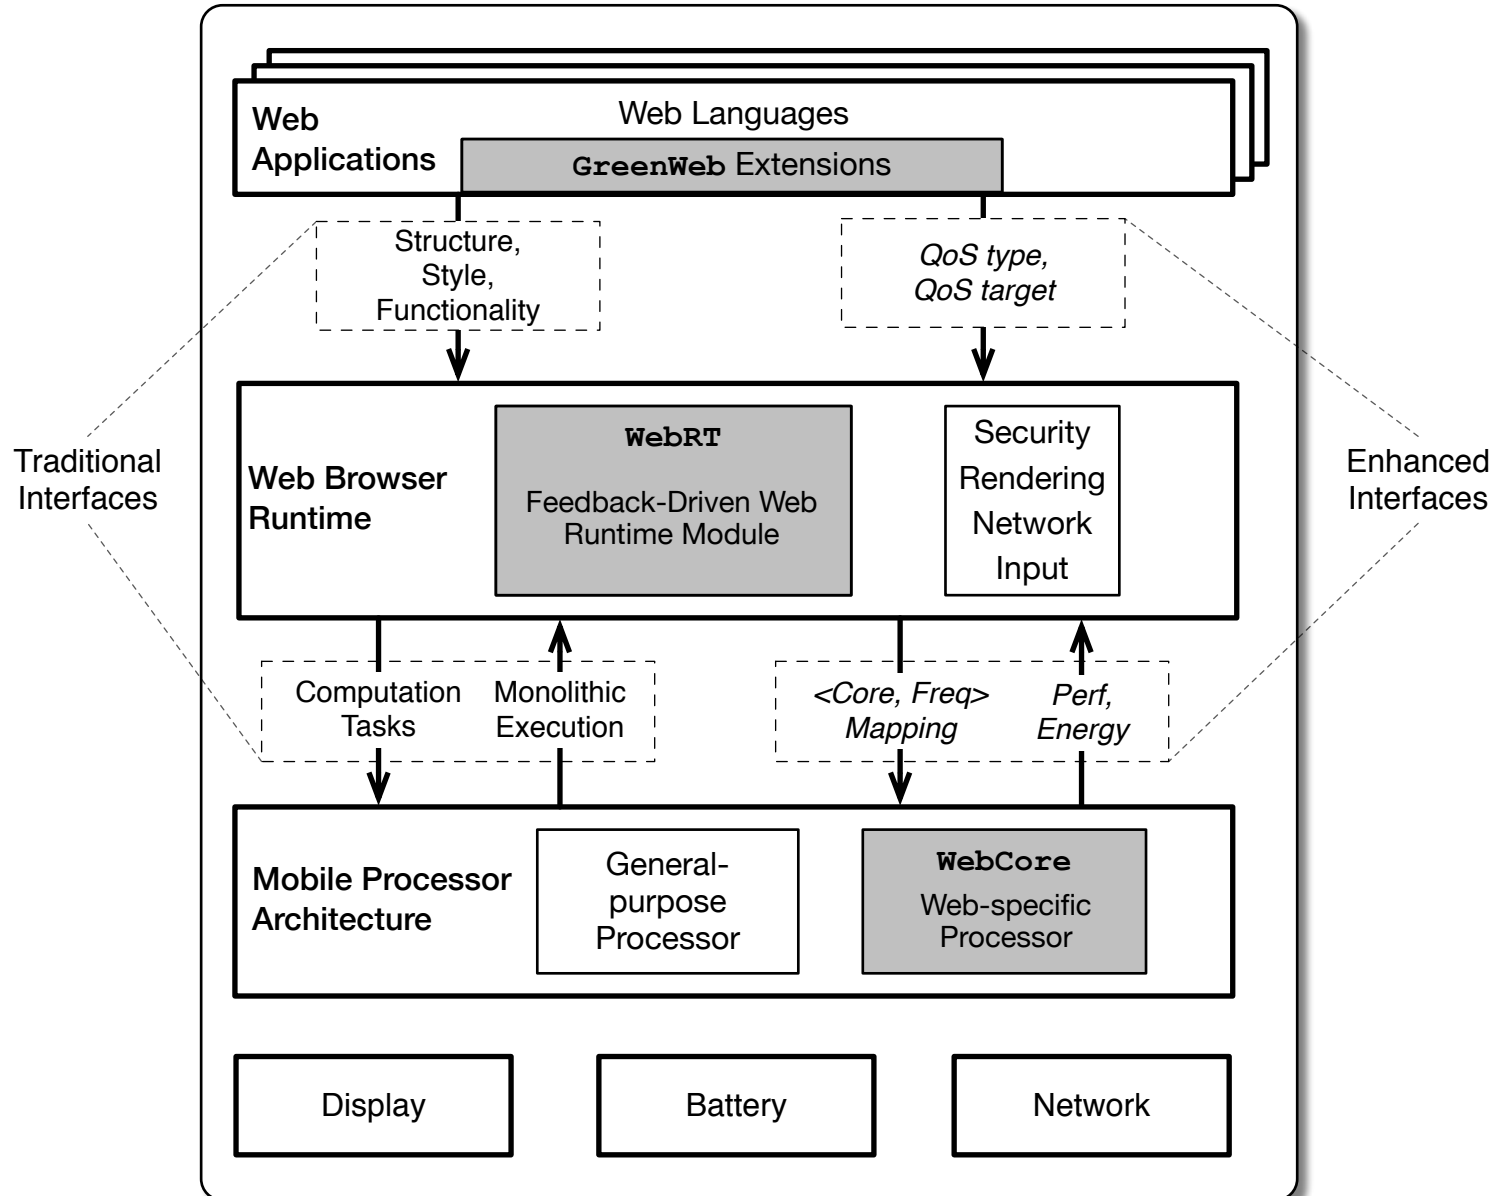 Web Languages
Web
Applications
GreenWeb Extensions
Structure,
Style,
Functionality
QoS type,
QoS target
Traditional
Interfaces
Enhanced
Interfaces
Web Browser
Runtime
WebRT
Feedback-Driven Web
Runtime Module
Security
Rendering
Network
Input
Computation
Tasks
Monolithic
Execution
<Core, Freq>
Mapping
Perf,
Energy
Mobile Processor
Architecture
General-
purpose
Processor
WebCore
Web-specific
Processor
Display
Battery
Network